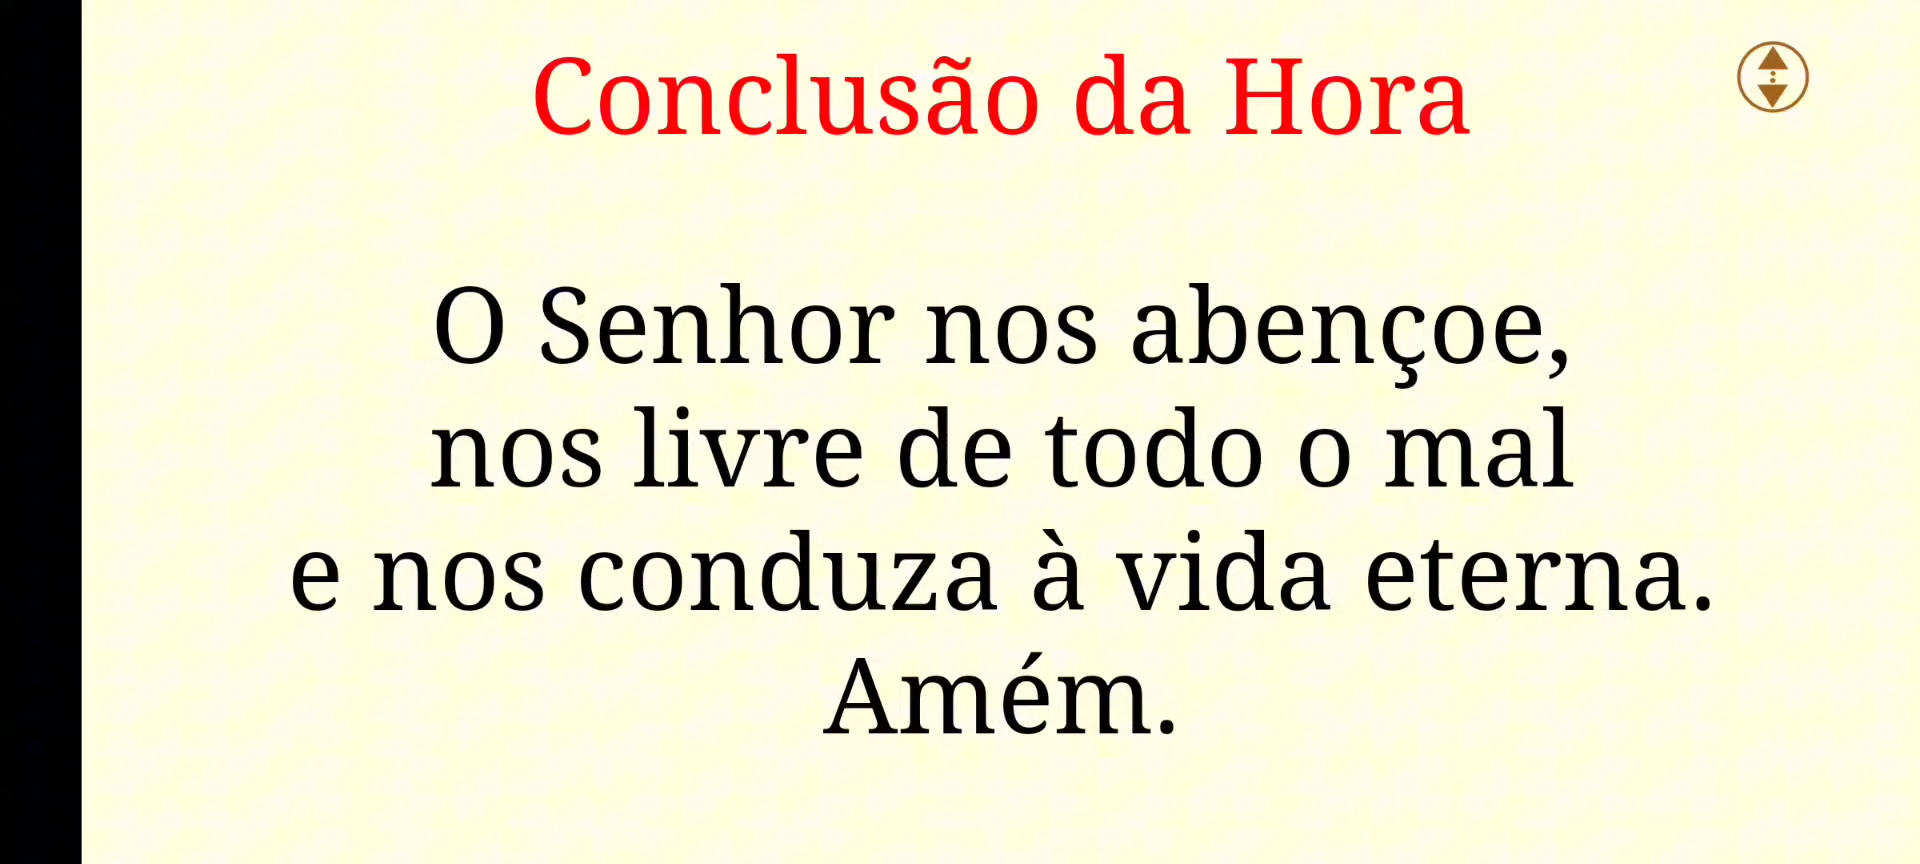 Conclusão da Hora
O Senhor nos abençoe,
nos livre de todo o mal
e nos conduza à vida eterna.
Amém.